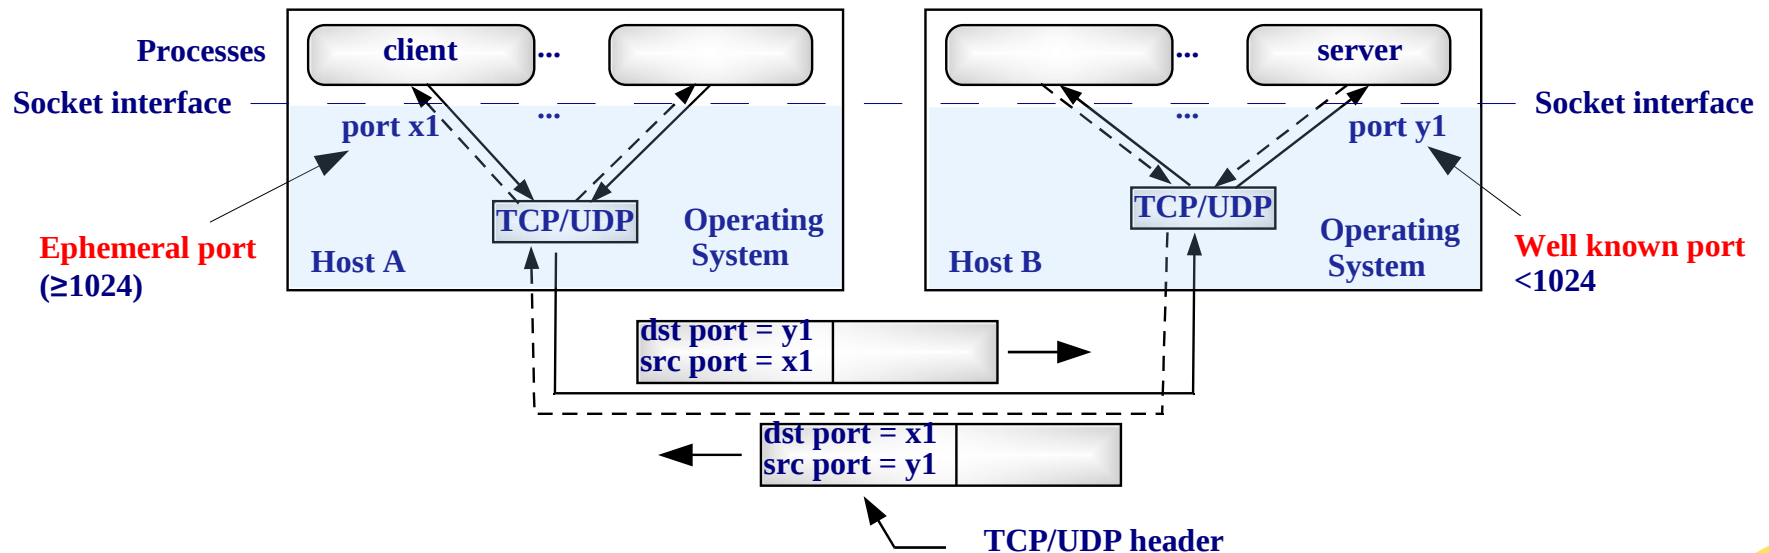 Processes
client
...
...
server
Socket interface
Socket interface
port x1
...
...
port y1
TCP/UDP
Operating
System
TCP/UDP
Operating
System
Ephemeral port
(≥1024)
Host A
Host B
Well known port
<1024
dst port = y1
src port = x1
dst port = x1
src port = y1
TCP/UDP header